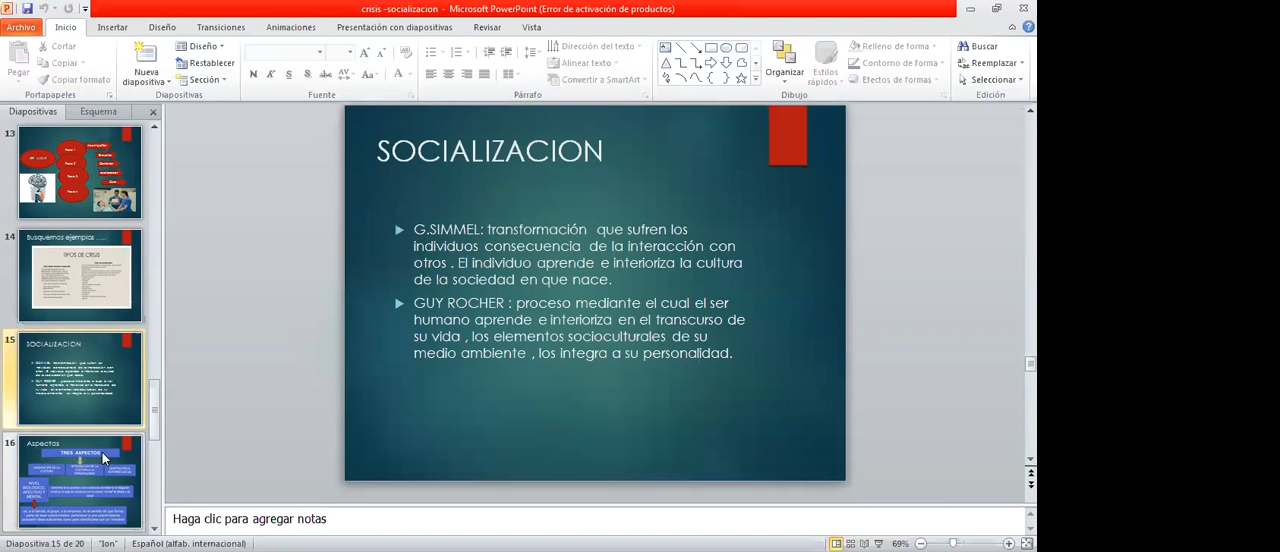 crisis -socializacion - Microsoft PowerPoint (Error de activación de productos)
Archivo Inicio Insertar Diseño Transiciones Animaciones Presentación con diapositivas Revisar Vista
Pegar
Cortar
Copiar
Copiar formato
Portapapeles
Nueva
diapositiva
Diseño
Restablecer
Sección
Diapositivas
Fuente
Dirección del texto
Alinear texto
Convertir a SmartArt
Párrafo
Organizar
Estilos
rápidos
Relleno de forma
Contorno de forma
Efectos de formas
Dibujo
Buscar
Reemplazar
Seleccionar
Edición
Diapositivas Esquema
13
14
Busquemos ejemplos .....
TIPOS DE CRISIS
15
SOCIALIZACION
16
Aspectos
TRES ASPECTOS
SOCIALIZACION
G.SIMMEL: transformación que sufren los
individuos consecuencia de la interacción con
otros . El individuo aprende e interioriza la cultura
de la sociedad en que nace.
GUY ROCHER : proceso mediante el cual el ser
humano aprende e interioriza en el transcurso de
su vida , los elementos socioculturales de su
medio ambiente , los integra a su personalidad.
Haga clic para agregar notas
Diapositiva 15 de 20 "Ion" Español (alfab. internacional) 69%